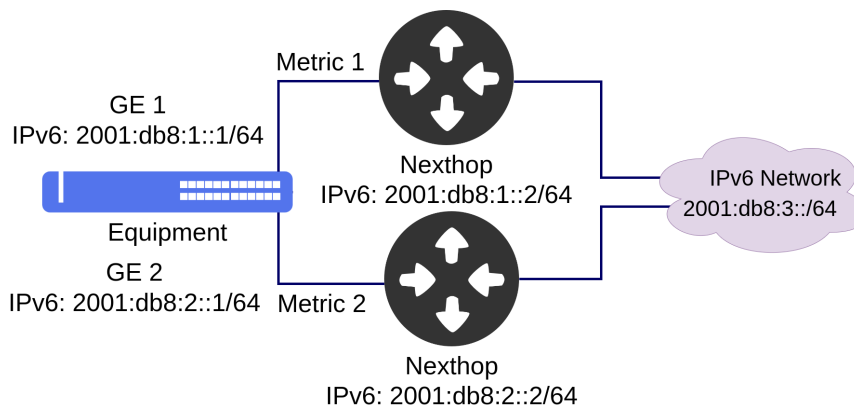 Metric 1
GE 1
IPv6: 2001:db8:1::1/64
Nexthop
IPv6: 2001:db8:1::2/64
IPv6 Network
2001:db8:3::/64
Equipment
GE 2
IPv6: 2001:db8:2::1/64
Metric 2
Nexthop
IPv6: 2001:db8:2::2/64